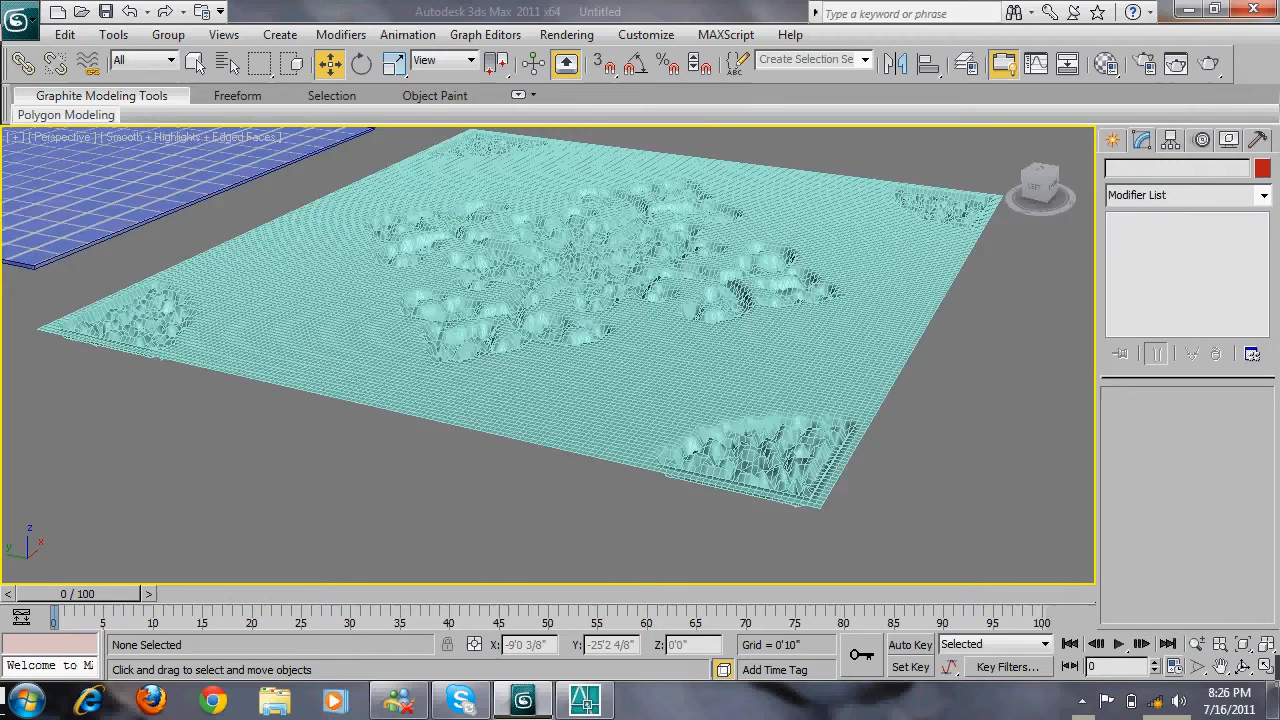 Autodesk 3ds Max 2011 x64 Untitled
Type a keyword or phrase
Edit Tools Group Views Create Modifiers Animation Graph Editors Rendering Customize MAXScript Help
All View 3 Create Selection Se
Graphite Modeling Tools Freeform Selection Object Paint
Polygon Modeling
[ + ] [ Perspective ] [ Smooth + Highlights + Edged Faces ]
LEFT
Modifier List
z
y x
< 0 / 100 >
0 5 10 15 20 25 30 35 40 45 50 55 60 65 70 75 80 85 90 95 100
None Selected X: -9'0 3/8" Y: -25'2 4/8" Z: 0'0" Grid = 0'10" Auto Key Selected
Welcome to M Click and drag to select and move objects Add Time Tag Set Key Key Filters... 0
8:26 PM
7/16/2011